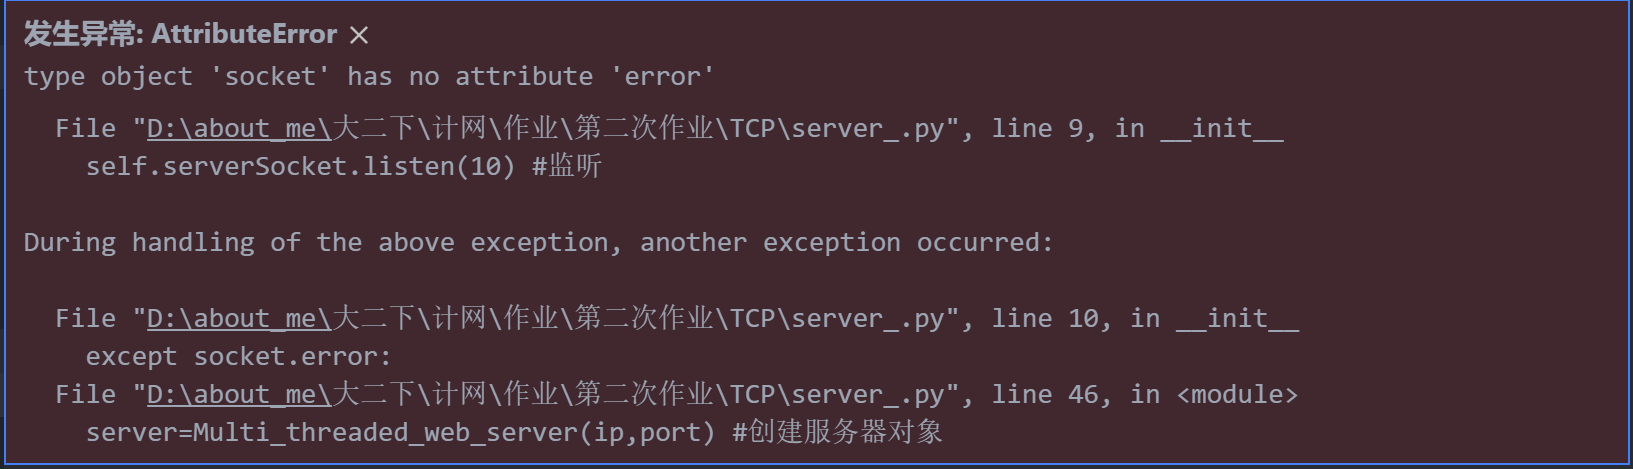 发生异常: AttributeError ×
type object 'socket' has no attribute 'error'
File "D:\about_me\大二下\计网\作业\第二次作业\TCP\server_.py", line 9, in __init__
self.serverSocket.listen(10) #监听
During handling of the above exception, another exception occurred:
File "D:\about_me\大二下\计网\作业\第二次作业\TCP\server_.py", line 10, in __init__
except socket.error:
File "D:\about_me\大二下\计网\作业\第二次作业\TCP\server_.py", line 46, in <module>
server=Multi_threaded_web_server(ip,port) #创建服务器对象